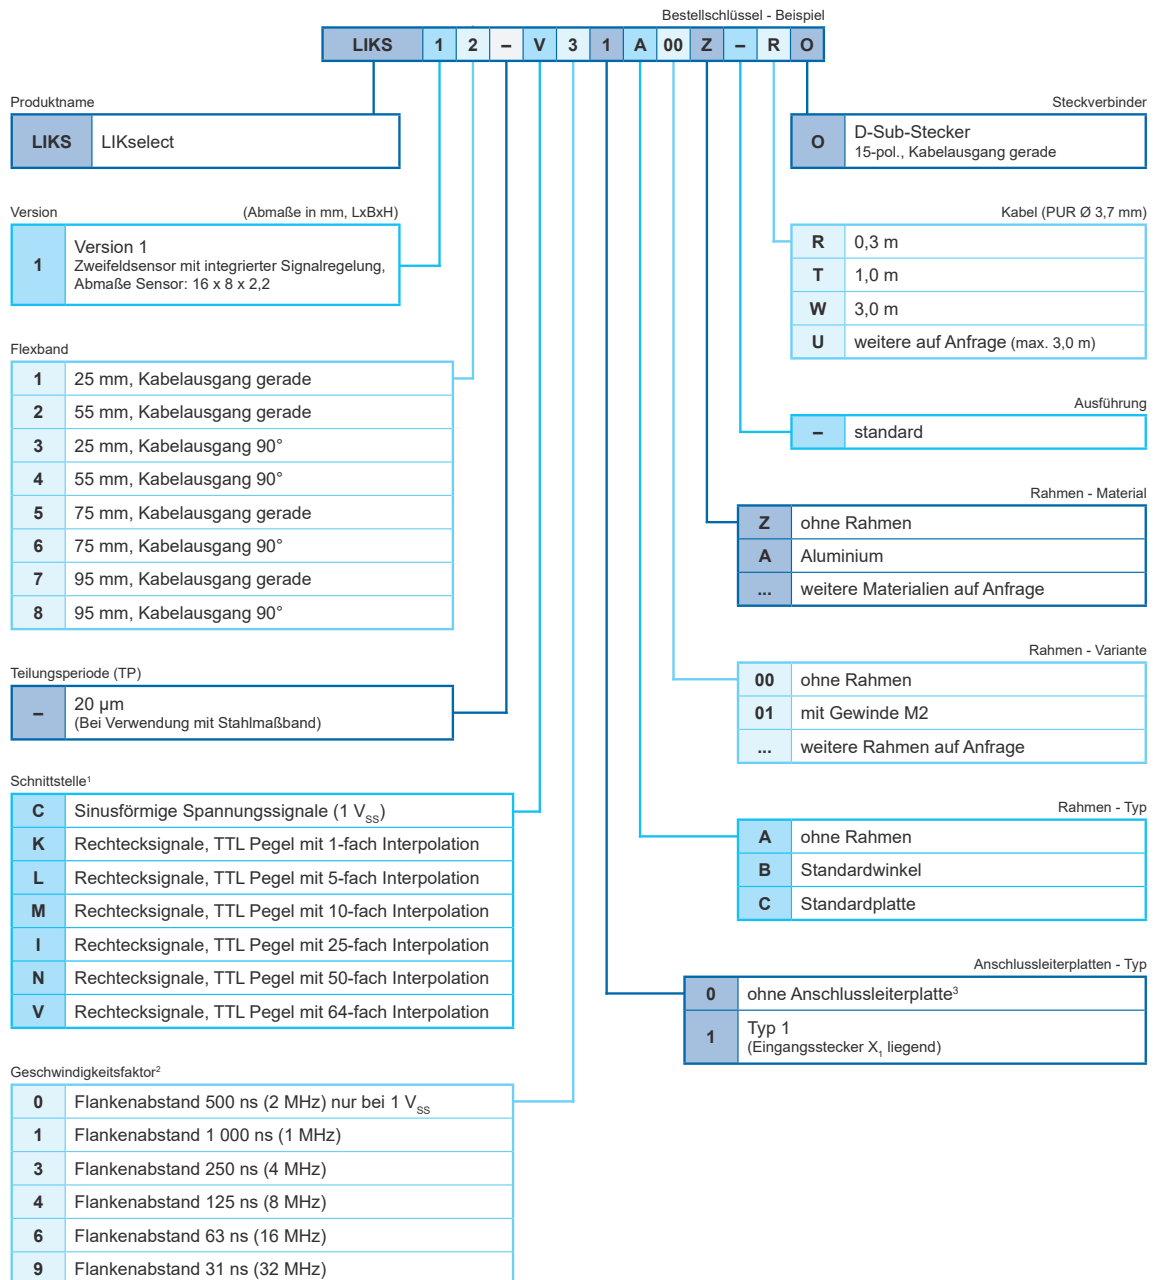 Bestellschlüssel - Beispiel
LIKS 1 2 – V 3 1 A 00 Z – R O
Produktname
LIKS LIKselect
Version (Abmaße in mm, LxBxH)
1 Version 1
Zweifeldsensor mit integrierter Signalregelung,
Abmaße Sensor: 16 x 8 x 2,2
Flexband
1 25 mm, Kabelausgang gerade
2 55 mm, Kabelausgang gerade
3 25 mm, Kabelausgang 90°
4 55 mm, Kabelausgang 90°
5 75 mm, Kabelausgang gerade
6 75 mm, Kabelausgang 90°
7 95 mm, Kabelausgang gerade
8 95 mm, Kabelausgang 90°
Teilungsperiode (TP)
– 20 µm
(Bei Verwendung mit Stahlmaßband)
Schnittstelle¹
C Sinusförmige Spannungssignale (1 Vss)
K Rechtecksignale, TTL Pegel mit 1-fach Interpolation
L Rechtecksignale, TTL Pegel mit 5-fach Interpolation
M Rechtecksignale, TTL Pegel mit 10-fach Interpolation
I Rechtecksignale, TTL Pegel mit 25-fach Interpolation
N Rechtecksignale, TTL Pegel mit 50-fach Interpolation
V Rechtecksignale, TTL Pegel mit 64-fach Interpolation
Geschwindigkeitsfaktor²
0 Flankenabstand 500 ns (2 MHz) nur bei 1 Vss
1 Flankenabstand 1 000 ns (1 MHz)
3 Flankenabstand 250 ns (4 MHz)
4 Flankenabstand 125 ns (8 MHz)
6 Flankenabstand 63 ns (16 MHz)
9 Flankenabstand 31 ns (32 MHz)
Steckverbinder
O D-Sub-Stecker
15-pol., Kabelausgang gerade
Kabel (PUR Ø 3,7 mm)
R 0,3 m
T 1,0 m
W 3,0 m
U weitere auf Anfrage (max. 3,0 m)
Ausführung
– standard
Rahmen - Material
Z ohne Rahmen
A Aluminium
... weitere Materialien auf Anfrage
Rahmen - Variante
00 ohne Rahmen
01 mit Gewinde M2
... weitere Rahmen auf Anfrage
Rahmen - Typ
A ohne Rahmen
B Standardwinkel
C Standardplatte
Anschlussleiterplatten - Typ
0 ohne Anschlussleiterplatte³
1 Typ 1
(Eingangsstecker X₁ liegend)